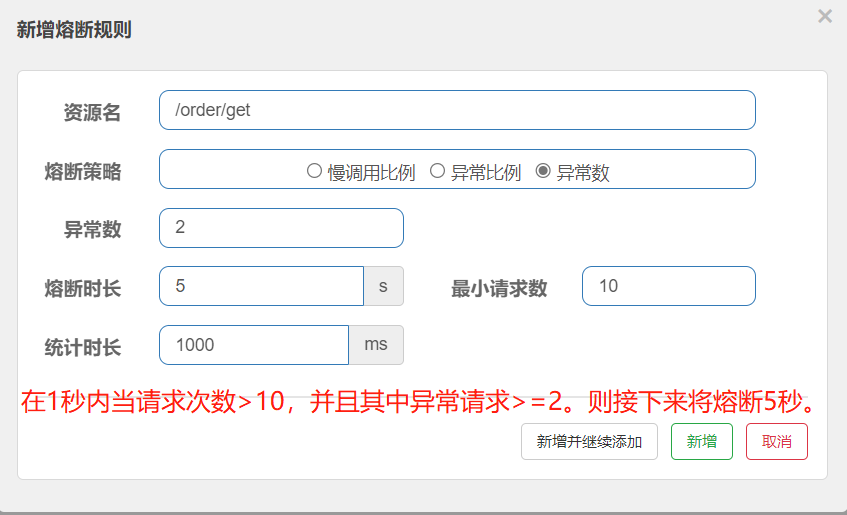 新增熔断规则
×
资源名 /order/get
熔断策略 慢调用比例 异常比例 异常数
异常数 2
熔断时长 5 s 最小请求数 10
统计时长 1000 ms
在1秒内当请求次数>10，并且其中异常请求>=2。则接下来将熔断5秒。
新增并继续添加 新增 取消